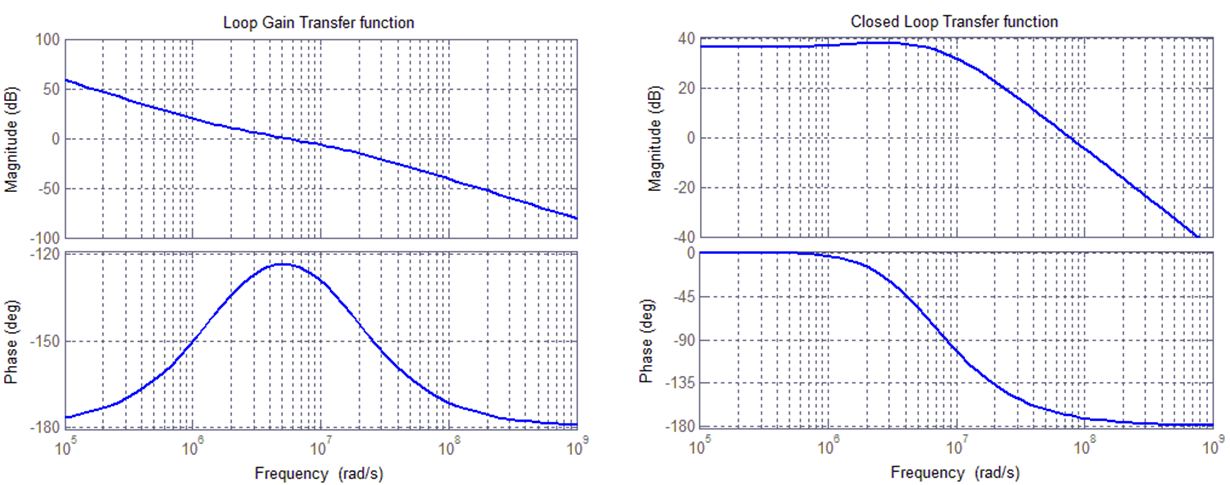 Loop Gain Transfer function
Magnitude (dB)
100
50
0
-50
-100
Phase (deg)
-120
-150
-180
10^5 10^6 10^7 10^8 10^9
Frequency (rad/s)
Closed Loop Transfer function
Magnitude (dB)
40
20
0
-20
-40
Phase (deg)
0
-45
-90
-135
-180
10^5 10^6 10^7 10^8 10^9
Frequency (rad/s)